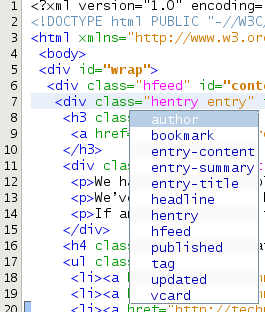 1 <?xml version="1.0" encoding=
2 <!DOCTYPE html PUBLIC "-//W3C/
3 <html xmlns="http://www.w3.or
4 <body>
5 <div id="wrap">
6 <div class="hfeed" id="cont
7 <div class="hentry entry"
8 <h3 clas
author
9 <a href=
bookmark
10 </h3>
entry-content
11 <div clas
entry-summary
12 <p>We ha
entry-title
13 <p>We've
headline
14 <p>If an
hentry
15 </div>
hfeed
16 <h4 clas
published
17 <ul clas
tag
18 <li><a
updated
19 <li><a
vcard
20 <li><a href="http://tech